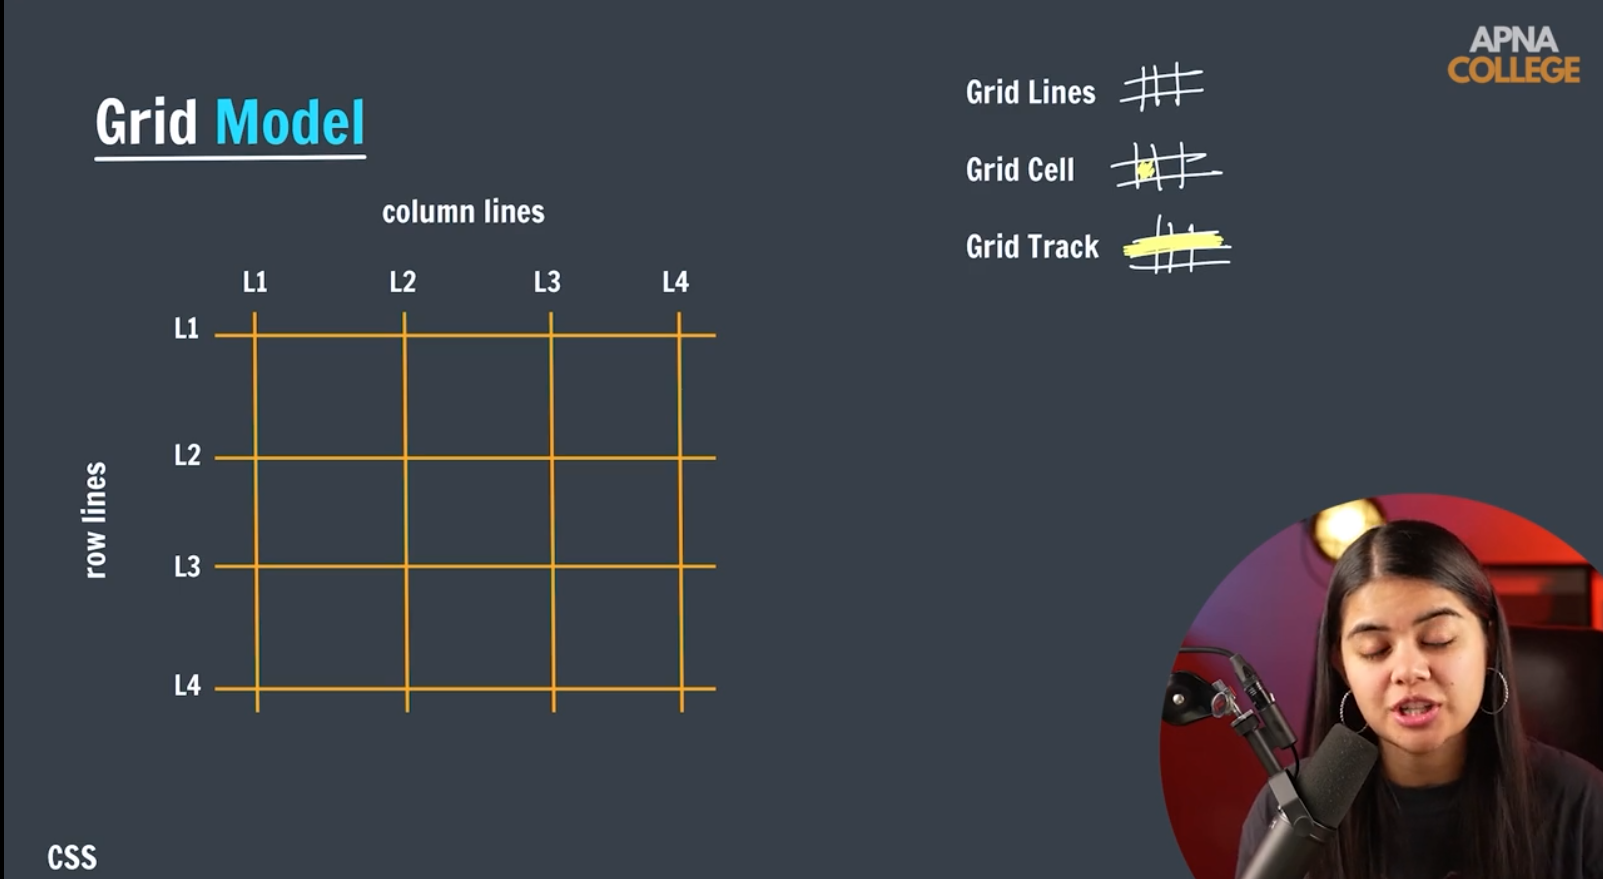 APNA
COLLEGE
Grid Model
Grid Lines
Grid Cell
Grid Track
column lines
L1 L2 L3 L4
L1
L2
L3
L4
row lines
CSS